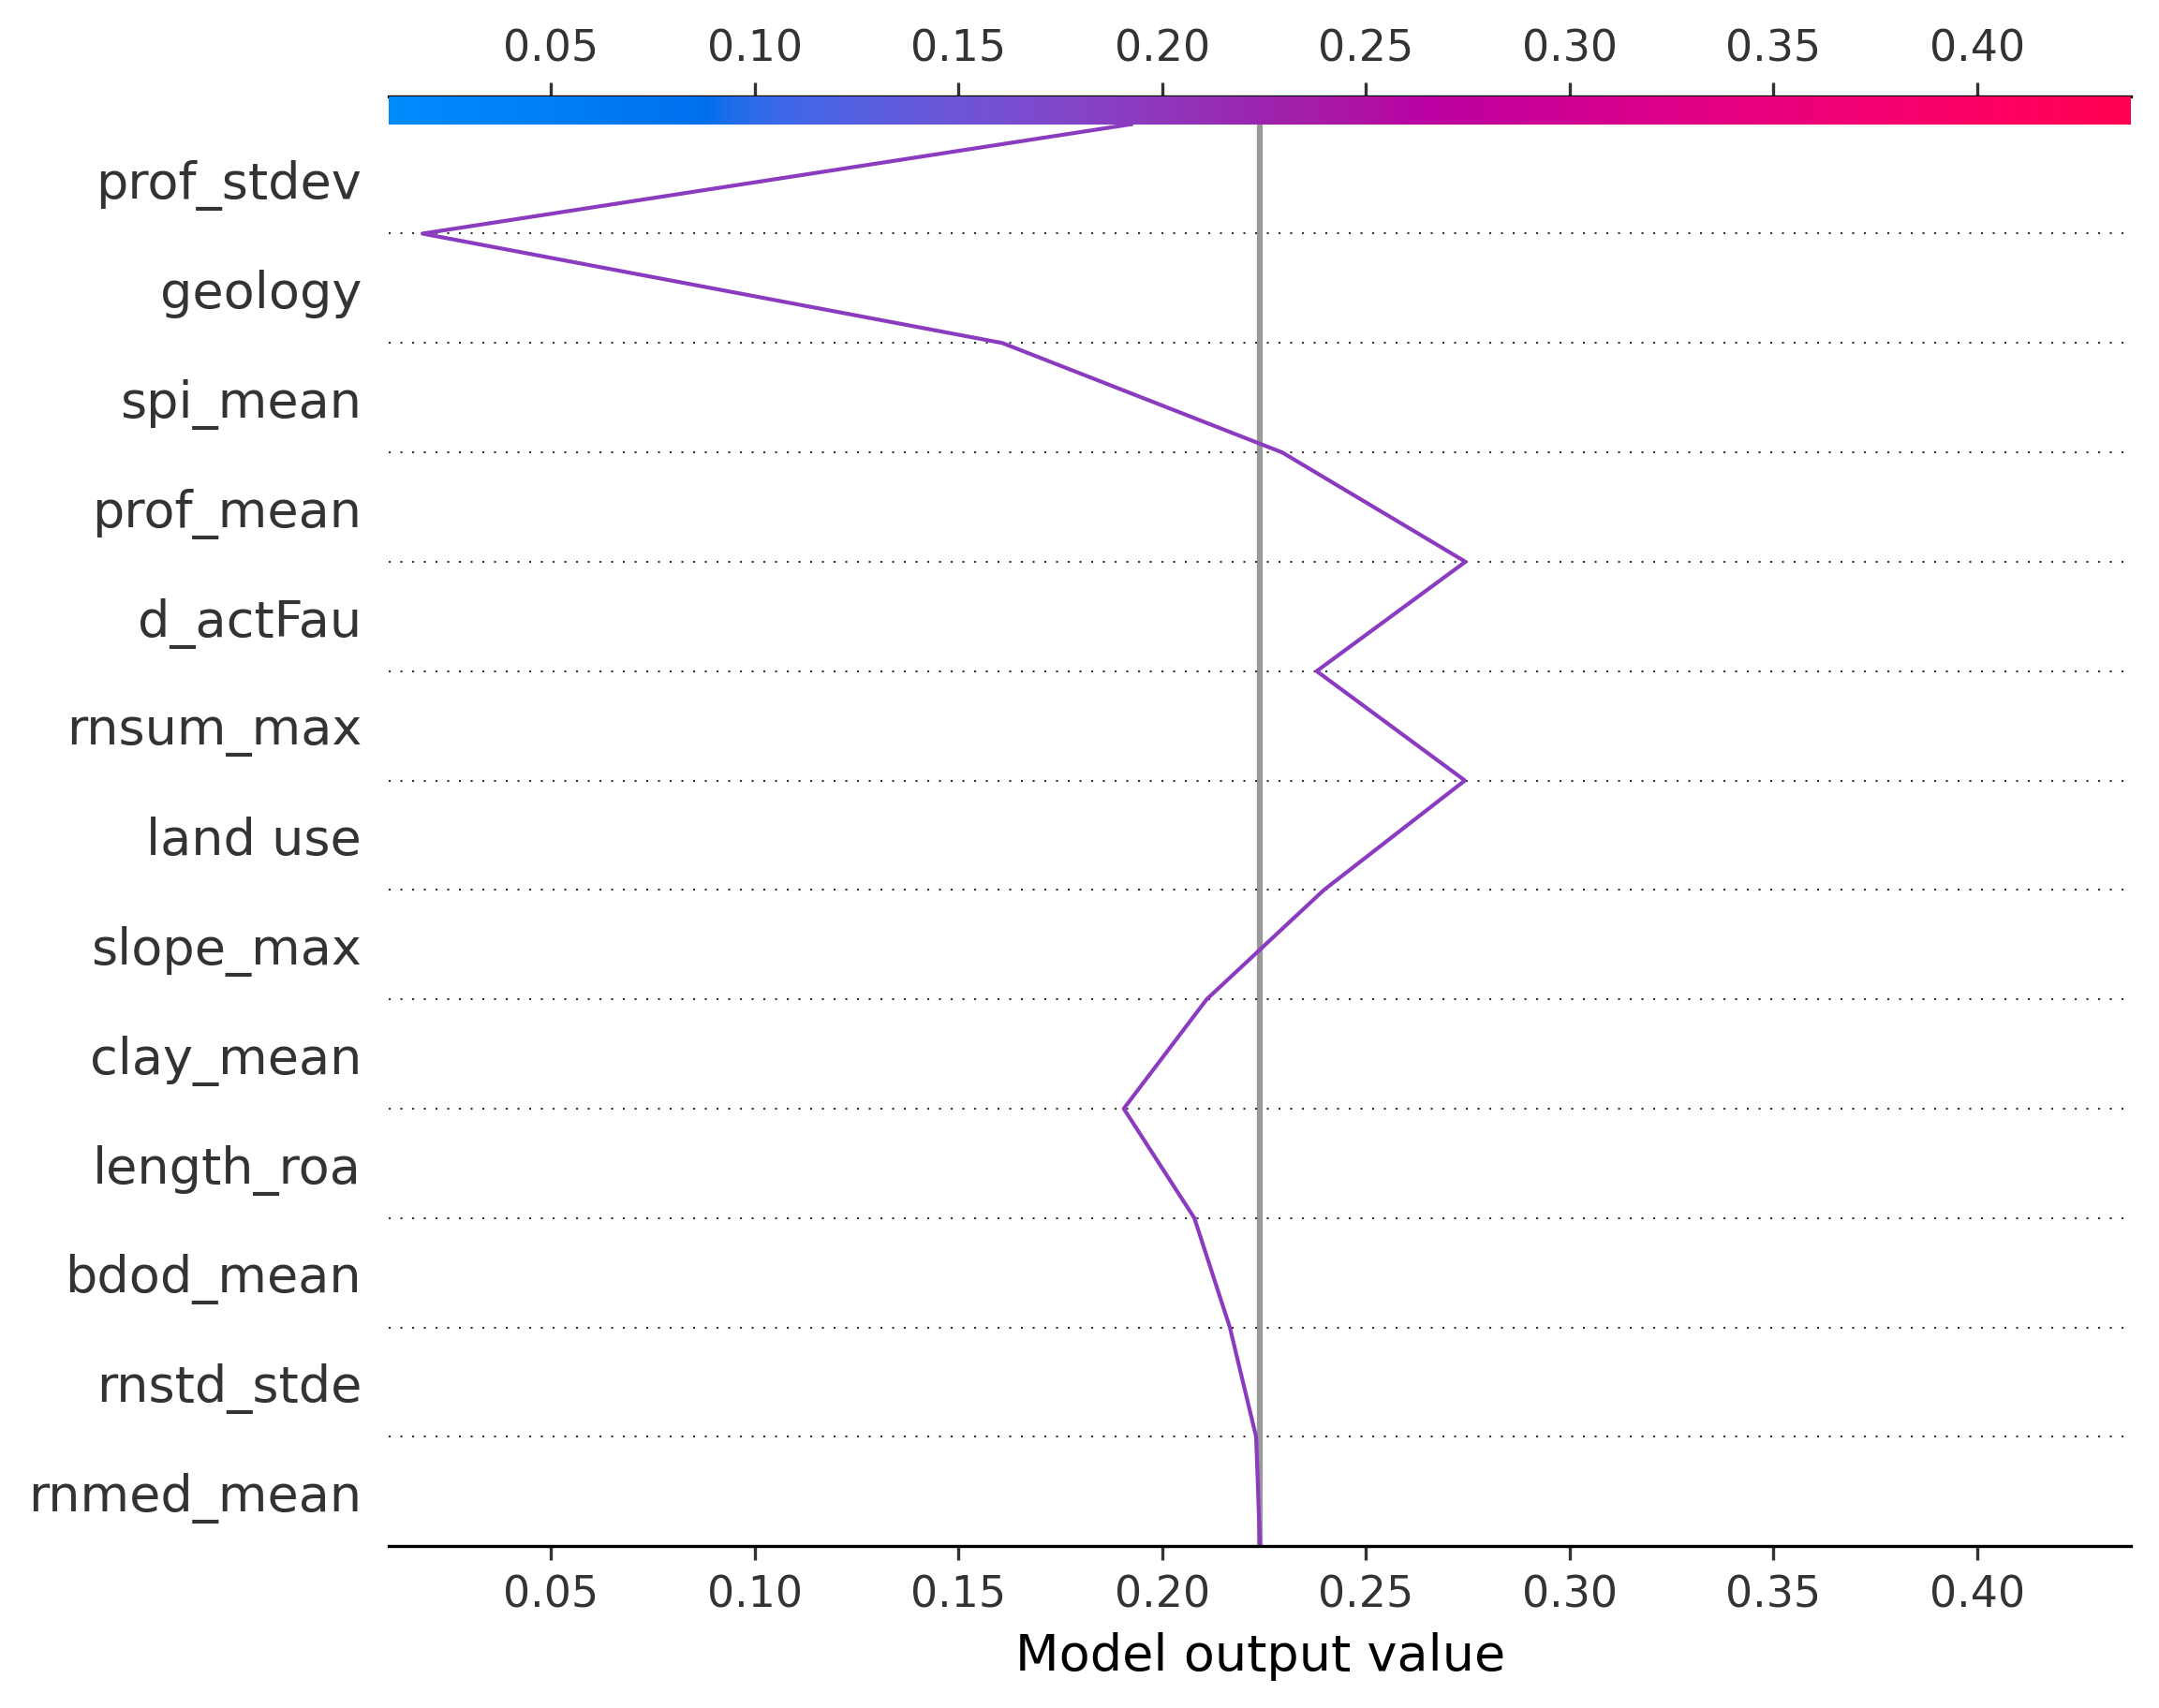 0.05 0.10 0.15 0.20 0.25 0.30 0.35 0.40
prof_stdev
geology
spi_mean
prof_mean
d_actFau
rnsum_max
land use
slope_max
clay_mean
length_roa
bdod_mean
rnstd_stde
rnmed_mean
0.05 0.10 0.15 0.20 0.25 0.30 0.35 0.40
Model output value